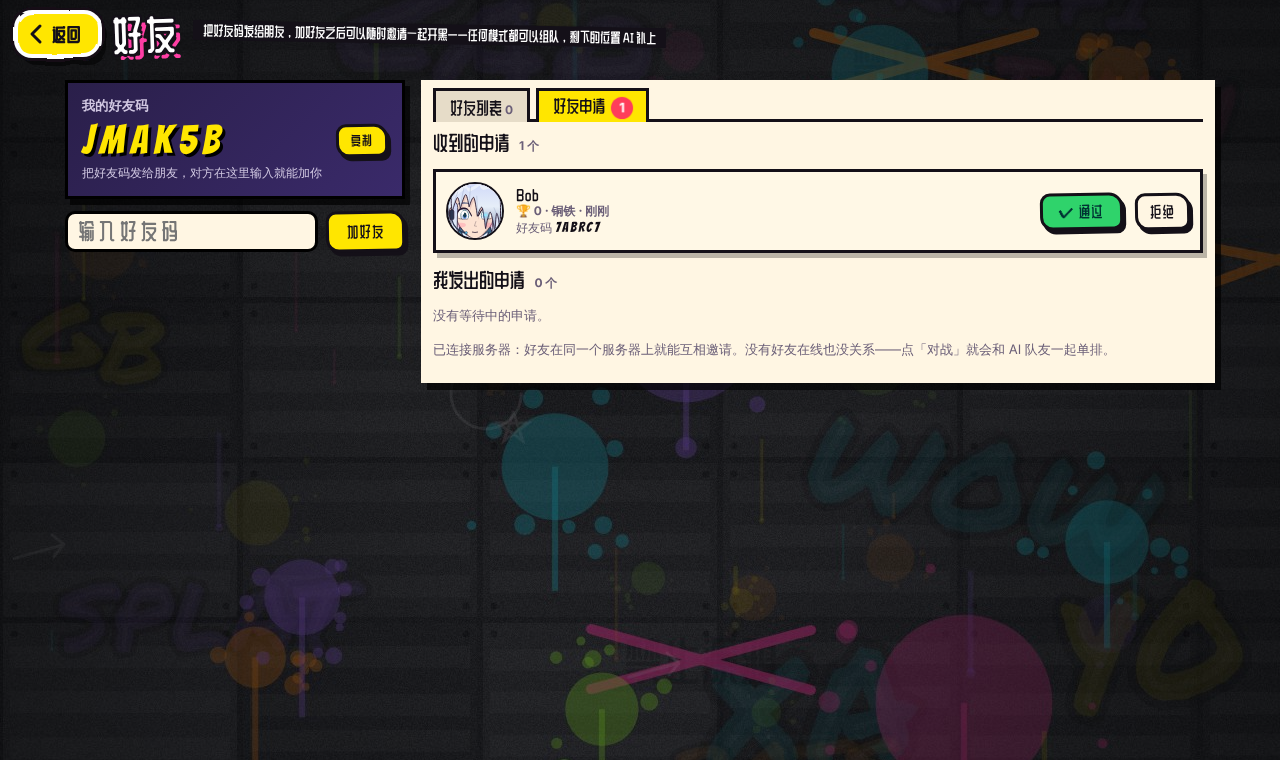 返回
好友
把好友码发给朋友，加好友之后可以随时邀请一起开黑——任何模式都可以组队，剩下的位置 AI 补上
我的好友码
JMAK5B
复制
把好友码发给朋友，对方在这里输入就能加你
输入好友码
加好友
好友列表 0
好友申请 1
收到的申请 1 个
Bob
🏆 0 · 铜铁 · 刚刚
好友码 7ABRC7
通过
拒绝
我发出的申请 0 个
没有等待中的申请。
已连接服务器：好友在同一个服务器上就能互相邀请。没有好友在线也没关系——点「对战」就会和 AI 队友一起单排。
GB
WOW
SPL
YO